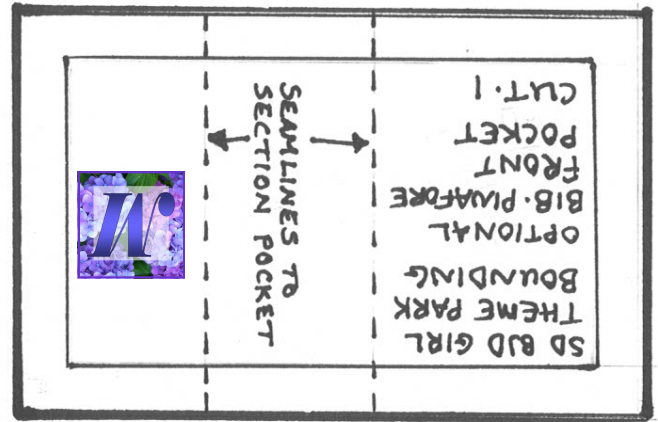 SD BJD GIRL
THEME PARK
BOUNDING
OPTIONAL
BIB·PINAFORE
FRONT
POCKET
CUT·1
SEAMLINES TO
SECTION POCKET
W